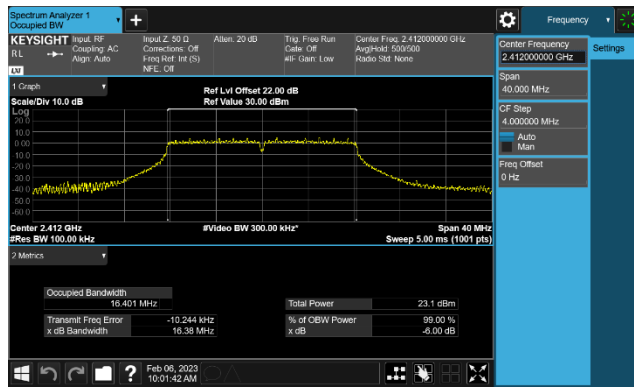 Spectrum Analyzer 1
Occupied BW
+
Frequency
KEYSIGHT
Input: RF
Coupling: AC
Align: Auto
Input Z: 50 Ω
Corrections: Off
Freq Ref: Int (S)
NFE: Off
Atten: 20 dB
Trig: Free Run
Gate: Off
#IF Gain: Low
Center Freq: 2.412000000 GHz
Avg|Hold: 500/500
Radio Std: None
RL
LXI
Center Frequency
2.412000000 GHz
Settings
Span
40.000 MHz
CF Step
4.000000 MHz
Auto
Man
Freq Offset
0 Hz
1 Graph
Ref Lvl Offset 22.00 dB
Scale/Div 10.0 dB
Ref Value 30.00 dBm
Log
20.0
10.0
0.00
-10.0
-20.0
-30.0
-40.0
-50.0
-60.0
Center 2.412 GHz
#Video BW 300.00 kHz*
Span 40 MHz
#Res BW 100.00 kHz
Sweep 5.00 ms (1001 pts)
2 Metrics
Occupied Bandwidth
16.401 MHz
Total Power
23.1 dBm
Transmit Freq Error
-10.244 kHz
% of OBW Power
99.00 %
x dB Bandwidth
16.38 MHz
x dB
-6.00 dB
?
Feb 06, 2023
10:01:42 AM